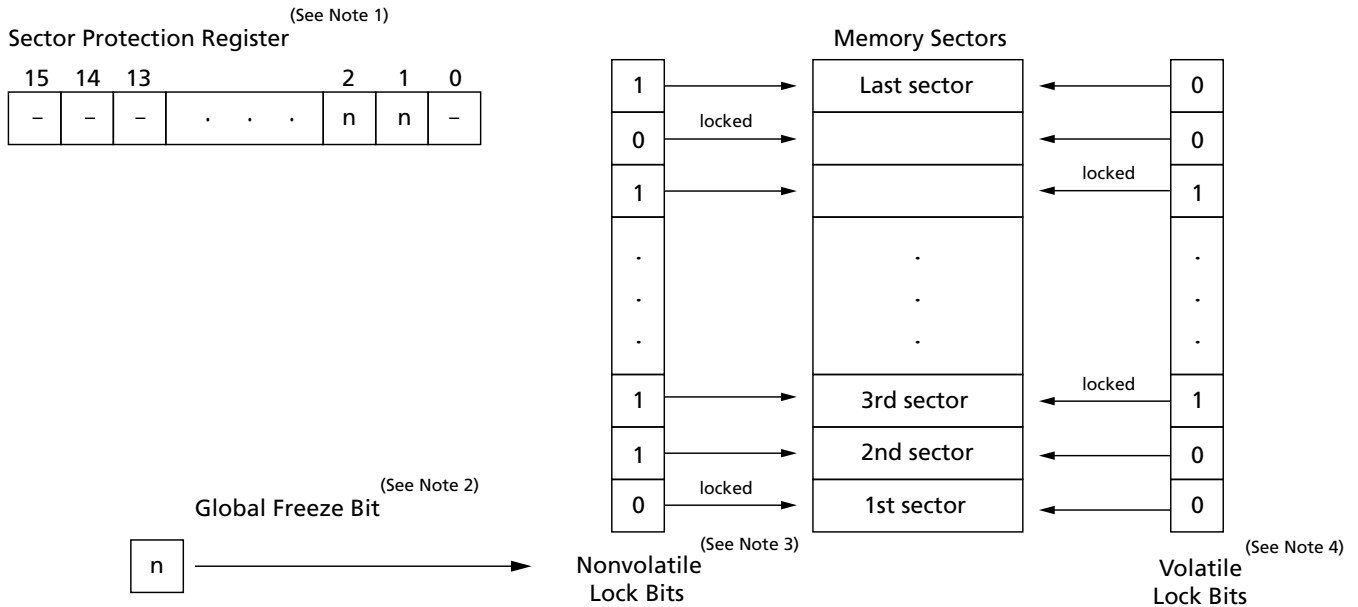 (See Note 1)
Sector Protection Register
15 14 13 2 1 0
– – – . . . n n –
Memory Sectors
1 Last sector 0
0 locked 0
1 locked 1
. . .
. . .
. . .
1 3rd sector locked 1
1 2nd sector 0
0 locked 1st sector 0
Global Freeze Bit (See Note 2)
n
Nonvolatile Lock Bits (See Note 3)
Volatile Lock Bits (See Note 4)